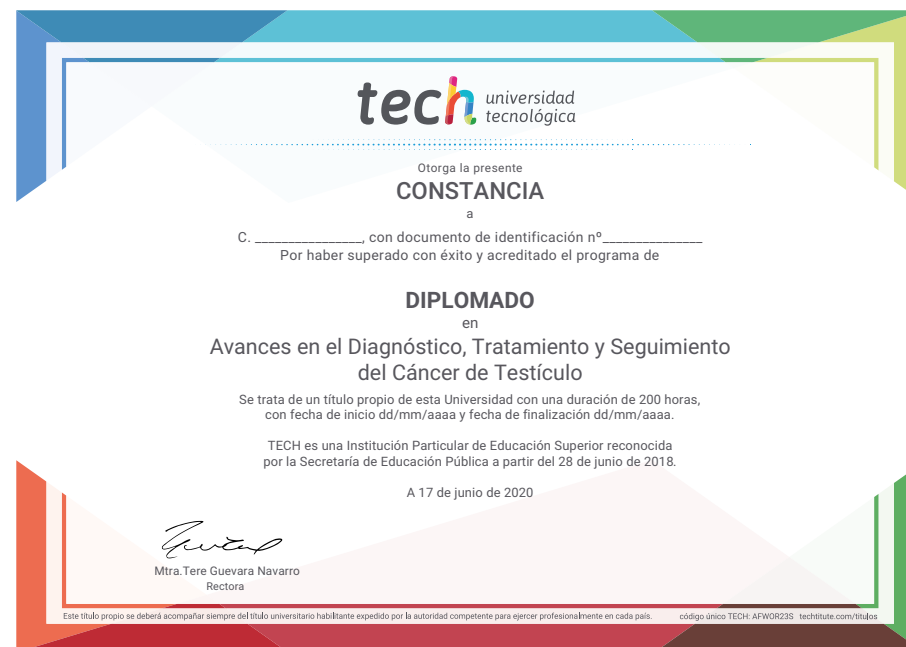 tech universidad
tecnológica
Otorga la presente
CONSTANCIA
a
C. ________________, con documento de identificación nº_______________
Por haber superado con éxito y acreditado el programa de
DIPLOMADO
en
Avances en el Diagnóstico, Tratamiento y Seguimiento
del Cáncer de Testículo
Se trata de un título propio de esta Universidad con una duración de 200 horas,
con fecha de inicio dd/mm/aaaa y fecha de finalización dd/mm/aaaa.
TECH es una Institución Particular de Educación Superior reconocida
por la Secretaría de Educación Pública a partir del 28 de junio de 2018.
A 17 de junio de 2020
Mtra.Tere Guevara Navarro
Rectora
Este título propio se deberá acompañar siempre del título universitario habilitante expedido por la autoridad competente para ejercer profesionalmente en cada país. código único TECH: AFWOR23S techtitute.com/titulos